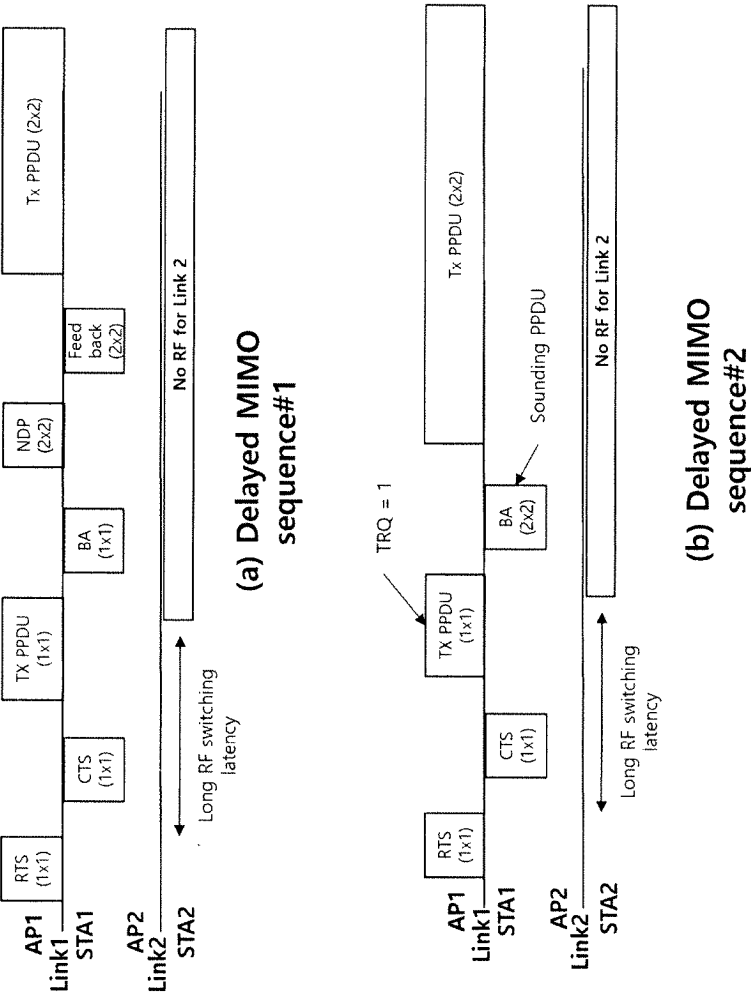 AP1
Link1
STA1
RTS
(1x1)
CTS
(1x1)
TX PPDU
(1x1)
BA
(1x1)
NDP
(2x2)
Feed
back
(2x2)
Tx PPDU (2x2)
AP2
Link2
STA2
Long RF switching
latency
No RF for Link 2
(a) Delayed MIMO
sequence#1
AP1
Link1
STA1
RTS
(1x1)
CTS
(1x1)
TX PPDU
(1x1)
TRQ = 1
BA
(2x2)
Sounding PPDU
Tx PPDU (2x2)
AP2
Link2
STA2
Long RF switching
latency
No RF for Link 2
(b) Delayed MIMO
sequence#2